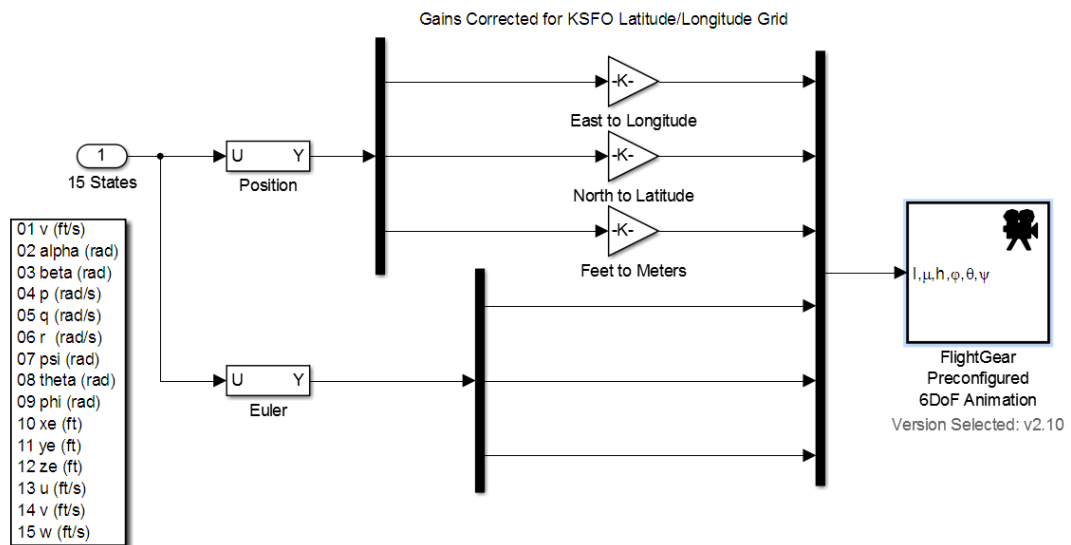 Gains Corrected for KSFO Latitude/Longitude Grid
-K-
East to Longitude
1
15 States
U Y
Position
-K-
North to Latitude
-K-
Feet to Meters
01 v (ft/s)
02 alpha (rad)
03 beta (rad)
04 p (rad/s)
05 q (rad/s)
06 r (rad/s)
07 psi (rad)
08 theta (rad)
09 phi (rad)
10 xe (ft)
11 ye (ft)
12 ze (ft)
13 u (ft/s)
14 v (ft/s)
15 w (ft/s)
U Y
Euler
l,μ,h,φ,θ,ψ
FlightGear
Preconfigured
6DoF Animation
Version Selected: v2.10